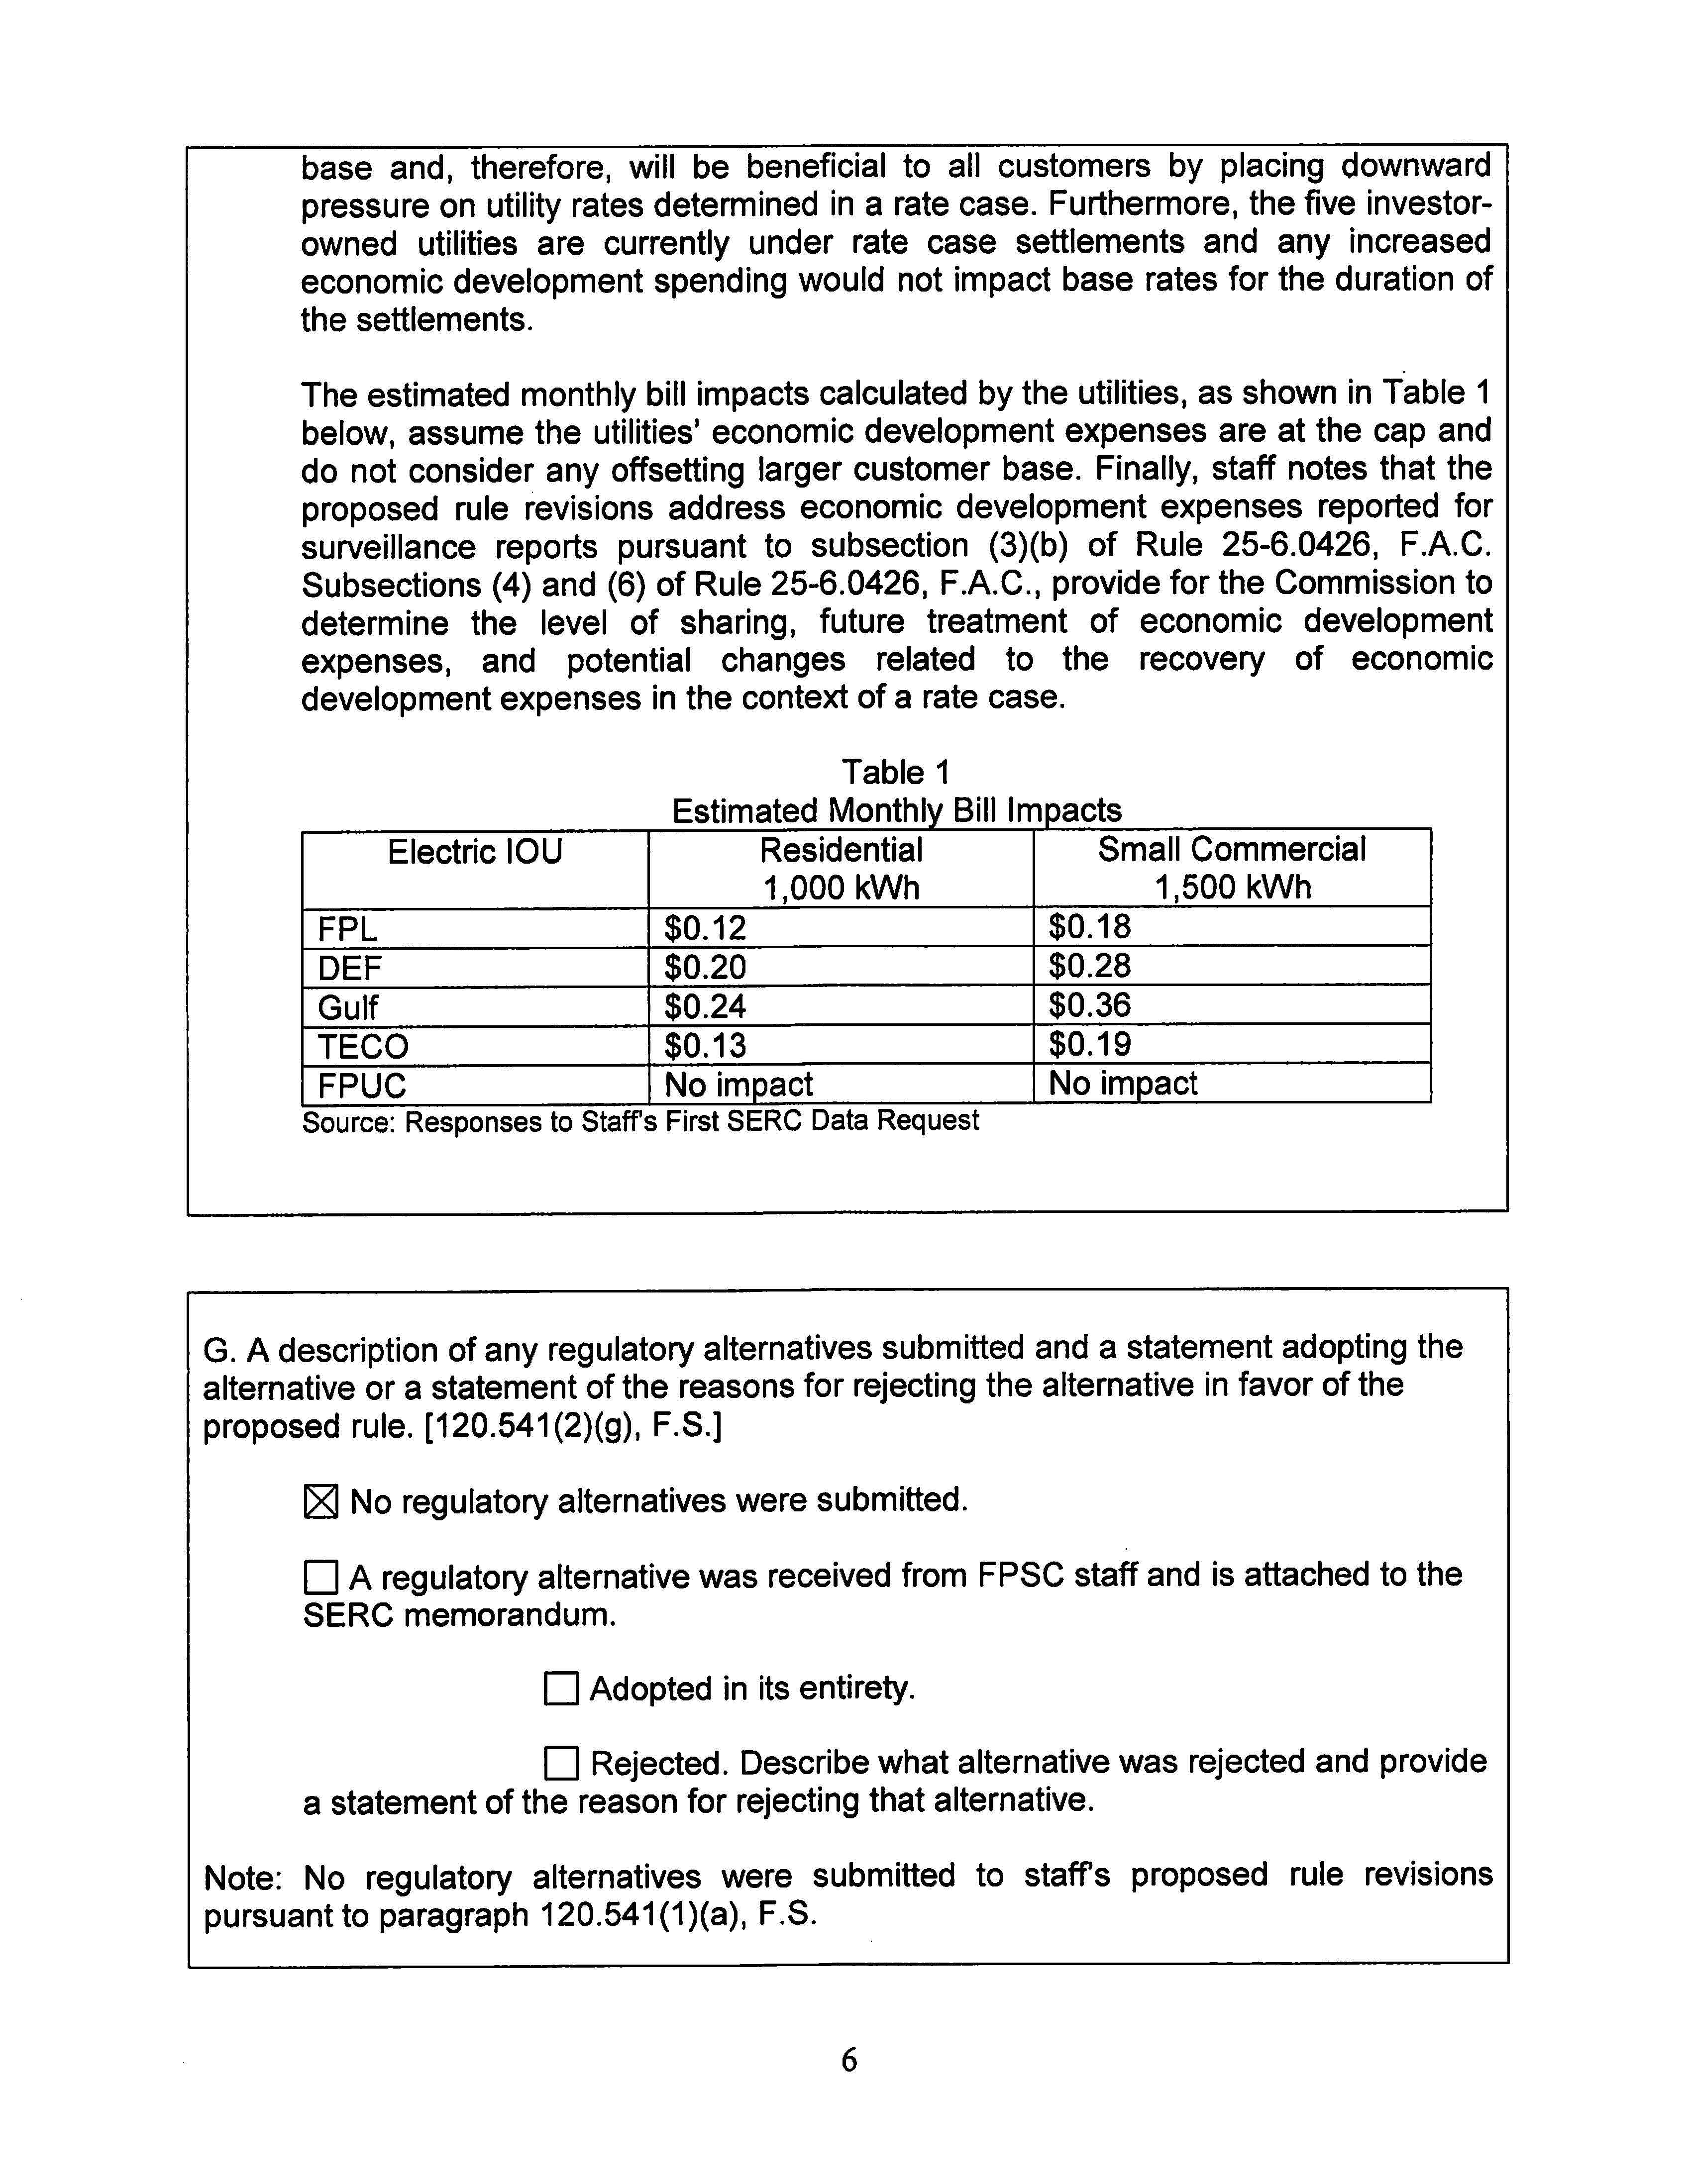 base and, therefore, will be beneficial to all customers by placing downward
pressure on utility rates determined in a rate case. Furthermore, the five investor-
owned utilities are currently under rate case settlements and any increased
economic development spending would not impact base rates for the duration of
the settlements.
The estimated monthly bill impacts calculated by the utilities, as shown in Table 1
below, assume the utilities' economic development expenses are at the cap and
do not consider any offsetting larger customer base. Finally, staff notes that the
proposed rule revisions address economic development expenses reported for
surveillance reports pursuant to subsection (3)(b) of Rule 25-6.0426, F.A.C.
Subsections (4) and (6) of Rule 25-6.0426, F.A.C., provide for the Commission to
determine the level of sharing, future treatment of economic development
expenses, and potential changes related to the recovery of economic
development expenses in the context of a rate case.
Table 1
Estimated Monthly Bill Impacts
Electric IOU Residential Small Commercial
1,000 kWh 1,500 kWh
FPL $0.12 $0.18
DEF $0.20 $0.28
Gulf $0.24 $0.36
TECO $0.13 $0.19
FPUC No impact No impact
Source: Responses to Staff's First SERC Data Request
G. A description of any regulatory alternatives submitted and a statement adopting the
alternative or a statement of the reasons for rejecting the alternative in favor of the
proposed rule. [120.541(2)(g), F.S.]
☒ No regulatory alternatives were submitted.
☐ A regulatory alternative was received from FPSC staff and is attached to the
SERC memorandum.
☐ Adopted in its entirety.
☐ Rejected. Describe what alternative was rejected and provide
a statement of the reason for rejecting that alternative.
Note: No regulatory alternatives were submitted to staff's proposed rule revisions
pursuant to paragraph 120.541(1)(a), F.S.
6